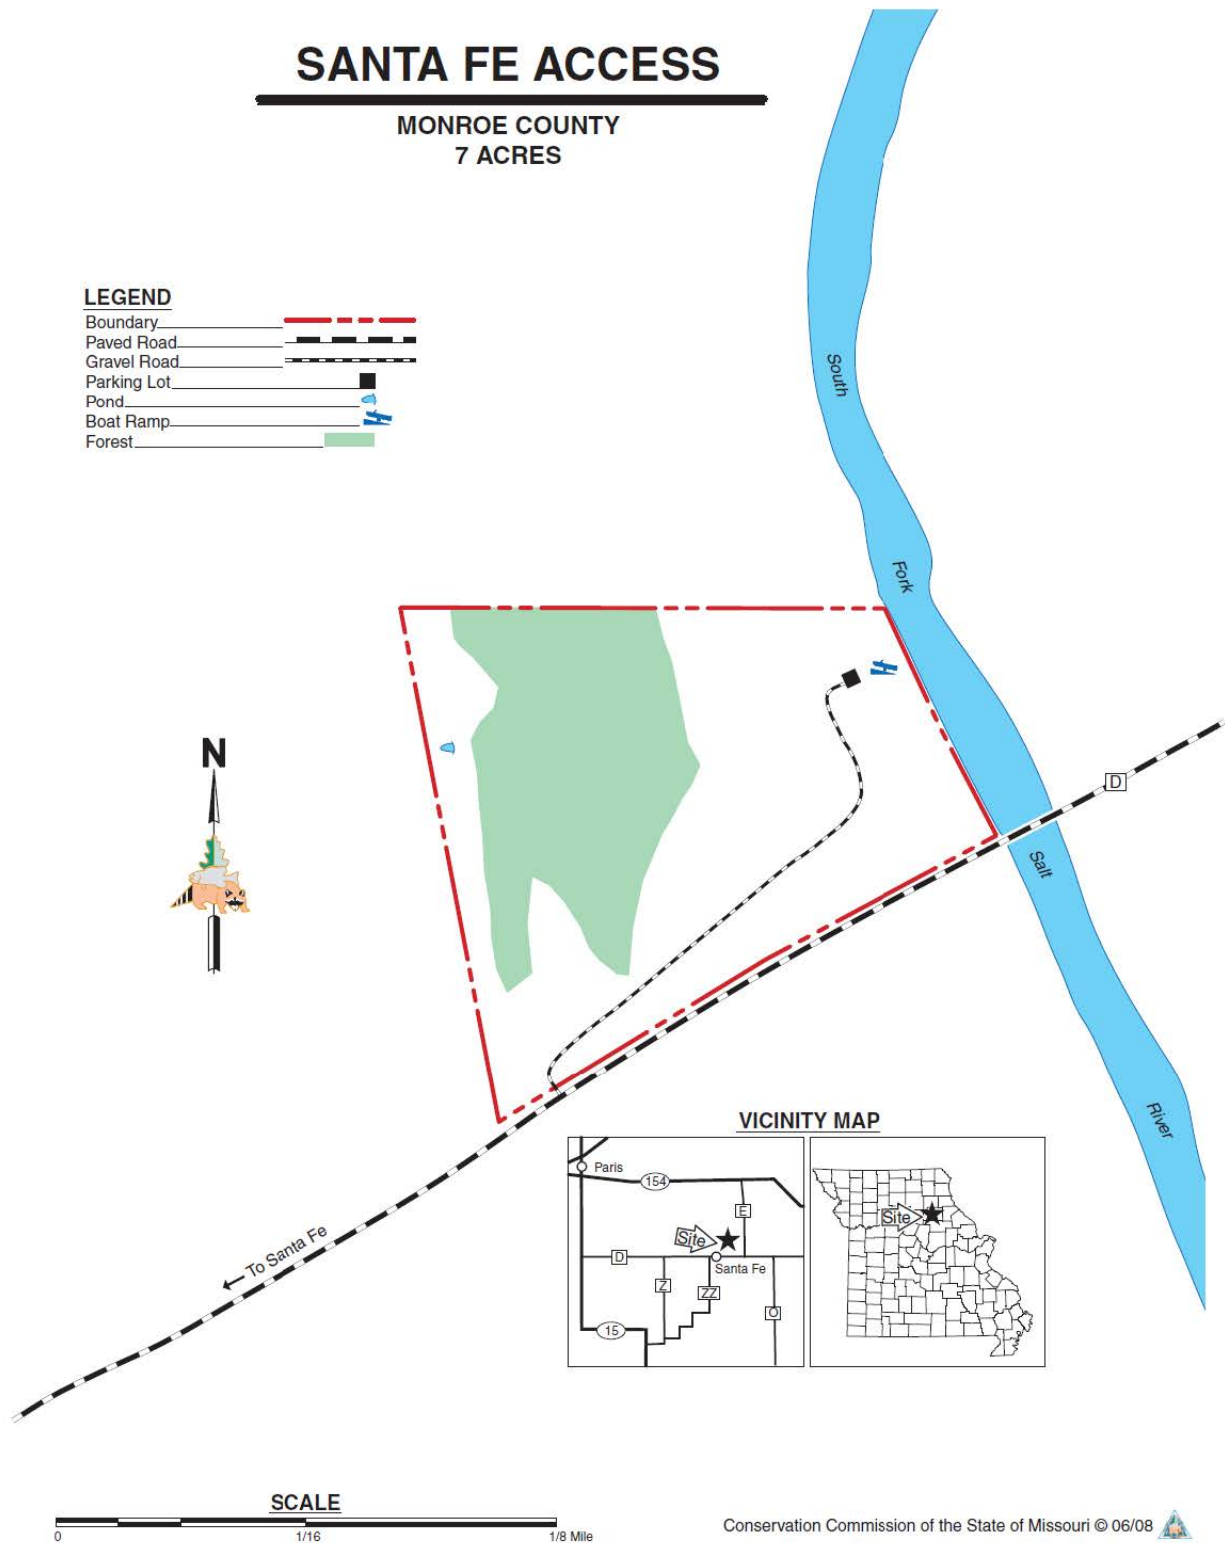 SANTA FE ACCESS
MONROE COUNTY
7 ACRES
LEGEND
Boundary
Paved Road
Gravel Road
Parking Lot
Pond
Boat Ramp
Forest
South
Fork
N
D
Salt
River
To Santa Fe
VICINITY MAP
Paris
154
E
Site
D
Santa Fe
Z
ZZ
O
15
Site
SCALE
0 1/16 1/8 Mile
Conservation Commission of the State of Missouri © 06/08